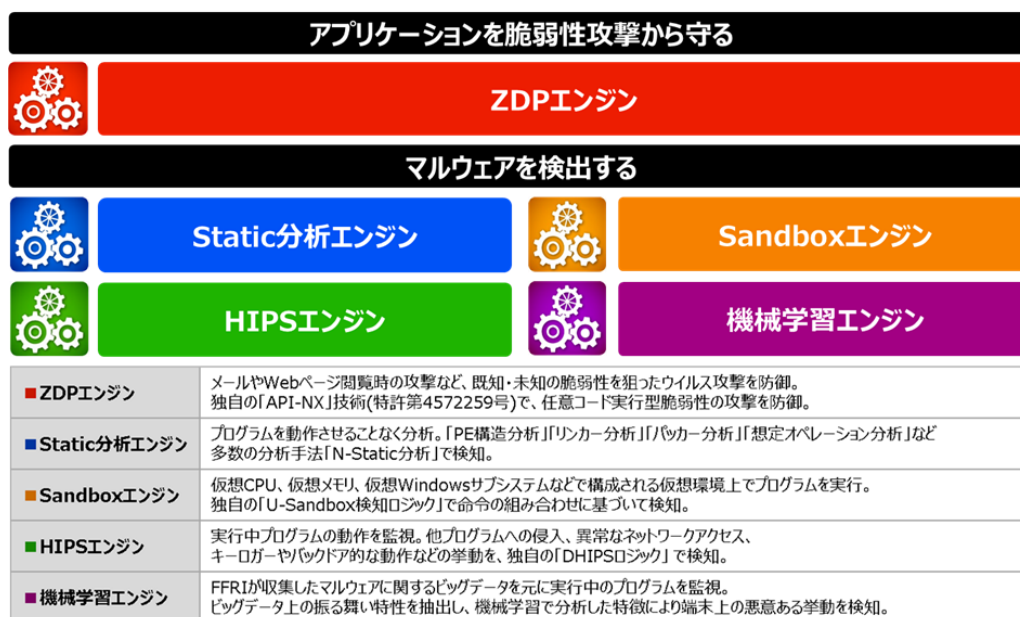 アプリケーションを脆弱性攻撃から守る
ZDPエンジン
マルウェアを検出する
Static分析エンジン
Sandboxエンジン
HIPSエンジン
機械学習エンジン
■ZDPエンジン
メールやWebページ閲覧時の攻撃など、既知・未知の脆弱性を狙ったウイルス攻撃を防御。
独自の「API-NX」技術(特許第4572259号)で、任意コード実行型脆弱性の攻撃を防御。
■Static分析エンジン
プログラムを動作させることなく分析。「PE構造分析」「リンカー分析」「パッカー分析」「想定オペレーション分析」など
多数の分析手法「N-Static分析」で検知。
■Sandboxエンジン
仮想CPU、仮想メモリ、仮想Windowsサブシステムなどで構成される仮想環境上でプログラムを実行。
独自の「U-Sandbox検知ロジック」で命令の組み合わせに基づいて検知。
■HIPSエンジン
実行中プログラムの動作を監視。他プログラムへの侵入、異常なネットワークアクセス、
キーロガーやバックドア的な動作などの挙動を、独自の「DHIPSロジック」で検知。
■機械学習エンジン
FFRIが収集したマルウェアに関するビッグデータを元に実行中のプログラムを監視。
ビッグデータ上の振る舞い特性を抽出し、機械学習で分析した特徴により端末上の悪意ある挙動を検知。